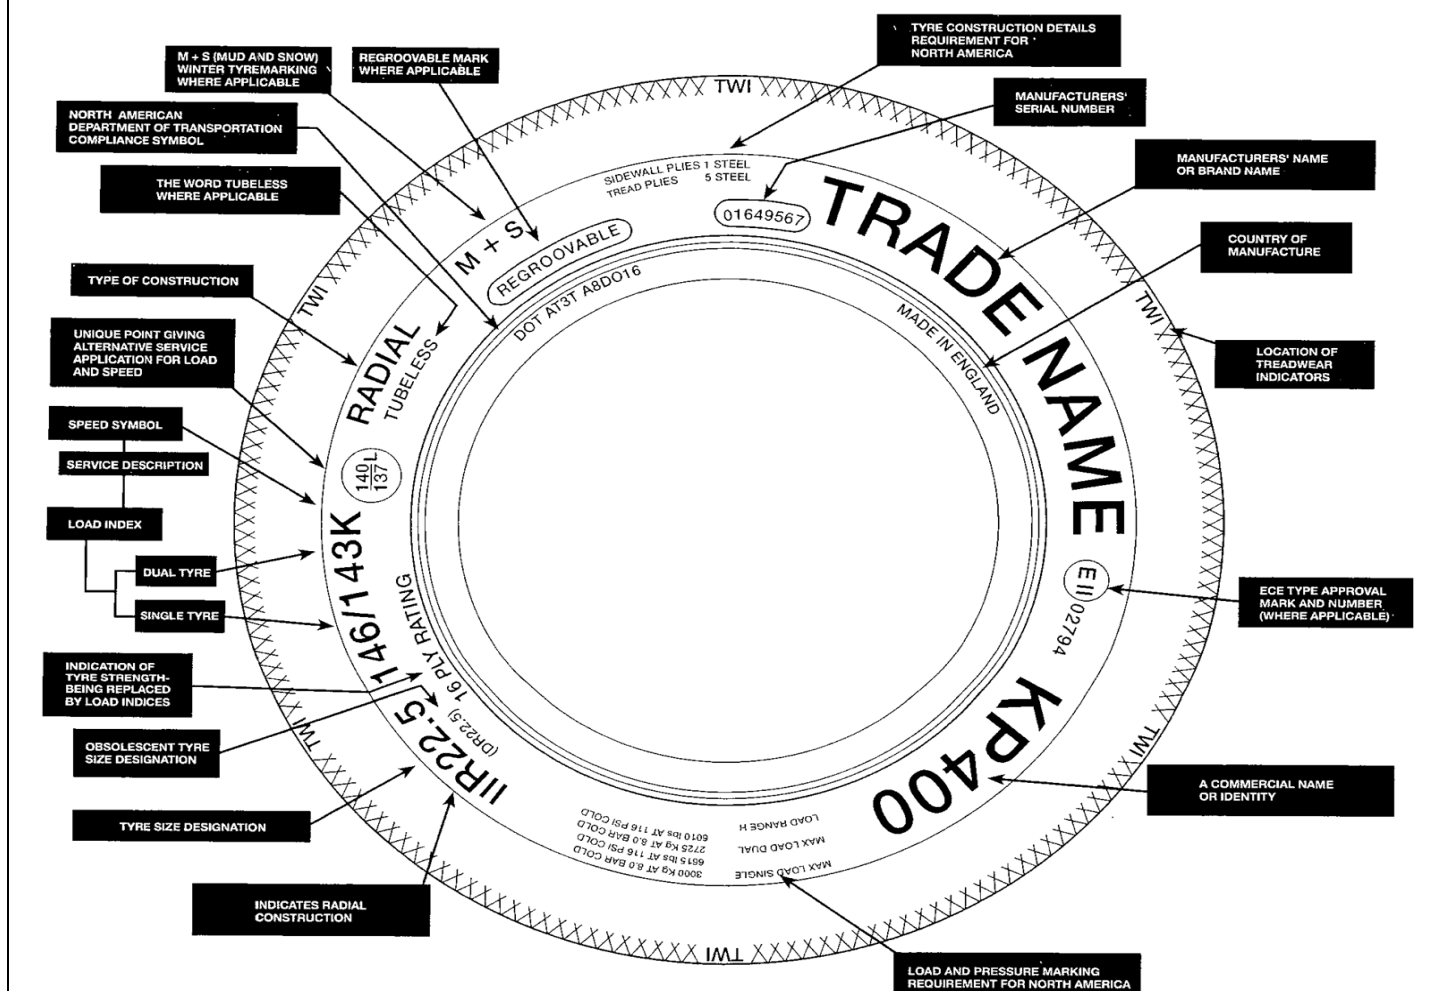 M + S (MUD AND SNOW)
WINTER TYREMARKING
WHERE APPLICABLE
REGROOVABLE MARK
WHERE APPLICABLE
TYRE CONSTRUCTION DETAILS
REQUIREMENT FOR
NORTH AMERICA
MANUFACTURERS'
SERIAL NUMBER
NORTH AMERICAN
DEPARTMENT OF TRANSPORTATION
COMPLIANCE SYMBOL
THE WORD TUBELESS
WHERE APPLICABLE
MANUFACTURERS' NAME
OR BRAND NAME
COUNTRY OF
MANUFACTURE
TYPE OF CONSTRUCTION
UNIQUE POINT GIVING
ALTERNATIVE SERVICE
APPLICATION FOR LOAD
AND SPEED
LOCATION OF
TREADWEAR
INDICATORS
SPEED SYMBOL
SERVICE DESCRIPTION
LOAD INDEX
DUAL TYRE
SINGLE TYRE
ECE TYPE APPROVAL
MARK AND NUMBER
(WHERE APPLICABLE)
INDICATION OF
TYRE STRENGTH-
BEING REPLACED
BY LOAD INDICES
OBSOLESCENT TYRE
SIZE DESIGNATION
TYRE SIZE DESIGNATION
A COMMERCIAL NAME
OR IDENTITY
INDICATES RADIAL
CONSTRUCTION
LOAD AND PRESSURE MARKING
REQUIREMENT FOR NORTH AMERICA
TWI
TWI
TWI
TWI
TWI
TWI
SIDEWALL PLIES 1 STEEL
TREAD PLIES 5 STEEL
01649567
TRADE NAME
M + S
REGROOVABLE
DOT AT3T A8DO16
MADE IN ENGLAND
RADIAL
TUBELESS
140
137
L
146/143K
16 PLY RATING
(DR22.5)
IIR22.5
EII
02794
KP400
MAX LOAD SINGLE
3000 Kg AT 8.0 BAR COLD
6615 lbs AT 116 PSI COLD
MAX LOAD DUAL
2725 Kg AT 8.0 BAR COLD
6010 lbs AT 116 PSI COLD
LOAD RANGE H